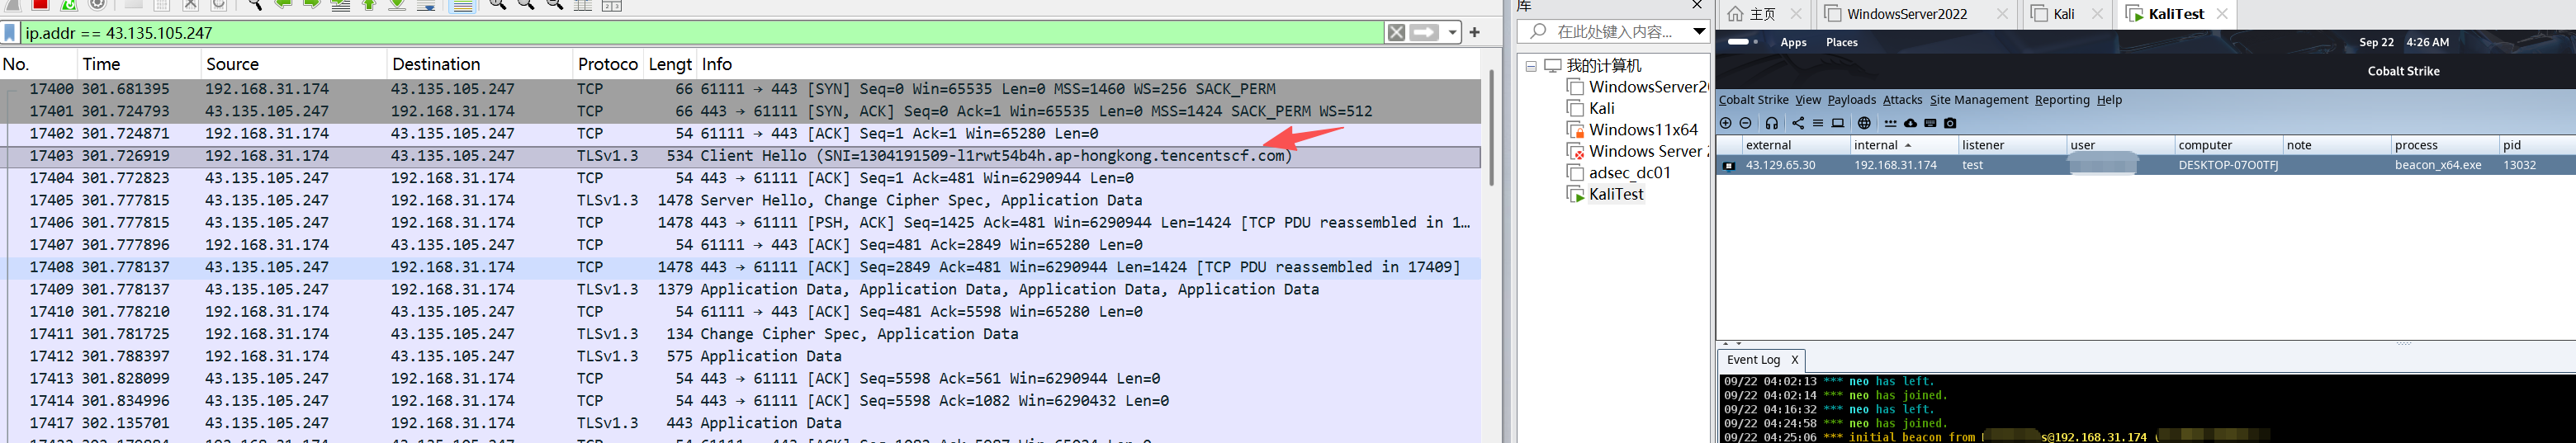 ip.addr == 43.135.105.247
No. Time Source Destination Protoco Lengt Info
17400 301.681395 192.168.31.174 43.135.105.247 TCP 66 61111 → 443 [SYN] Seq=0 Win=65535 Len=0 MSS=1460 WS=256 SACK_PERM
17401 301.724793 43.135.105.247 192.168.31.174 TCP 66 443 → 61111 [SYN, ACK] Seq=0 Ack=1 Win=65535 Len=0 MSS=1424 SACK_PERM WS=512
17402 301.724871 192.168.31.174 43.135.105.247 TCP 54 61111 → 443 [ACK] Seq=1 Ack=1 Win=65280 Len=0
17403 301.726919 192.168.31.174 43.135.105.247 TLSv1.3 534 Client Hello (SNI=1304191509-l1rwt54b4h.ap-hongkong.tencentscf.com)
17404 301.772823 43.135.105.247 192.168.31.174 TCP 54 443 → 61111 [ACK] Seq=1 Ack=481 Win=6290944 Len=0
17405 301.777815 43.135.105.247 192.168.31.174 TLSv1.3 1478 Server Hello, Change Cipher Spec, Application Data
17406 301.777815 43.135.105.247 192.168.31.174 TCP 1478 443 → 61111 [PSH, ACK] Seq=1425 Ack=481 Win=6290944 Len=1424 [TCP PDU reassembled in 1…
17407 301.777896 192.168.31.174 43.135.105.247 TCP 54 61111 → 443 [ACK] Seq=481 Ack=2849 Win=65280 Len=0
17408 301.778137 43.135.105.247 192.168.31.174 TCP 1478 443 → 61111 [ACK] Seq=2849 Ack=481 Win=6290944 Len=1424 [TCP PDU reassembled in 17409]
17409 301.778137 43.135.105.247 192.168.31.174 TLSv1.3 1379 Application Data, Application Data, Application Data, Application Data
17410 301.778210 192.168.31.174 43.135.105.247 TCP 54 61111 → 443 [ACK] Seq=481 Ack=5598 Win=65280 Len=0
17411 301.781725 192.168.31.174 43.135.105.247 TLSv1.3 134 Change Cipher Spec, Application Data
17412 301.788397 192.168.31.174 43.135.105.247 TLSv1.3 575 Application Data
17413 301.828099 43.135.105.247 192.168.31.174 TCP 54 443 → 61111 [ACK] Seq=5598 Ack=561 Win=6290944 Len=0
17414 301.834996 43.135.105.247 192.168.31.174 TCP 54 443 → 61111 [ACK] Seq=5598 Ack=1082 Win=6290432 Len=0
17417 302.135701 43.135.105.247 192.168.31.174 TLSv1.3 443 Application Data
库
在此处键入内容...
我的计算机
WindowsServer2
Kali
Windows11x64
Windows Server
adsec_dc01
KaliTest
主页 WindowsServer2022 Kali KaliTest
Apps Places Sep 22 4:26 AM
Cobalt Strike
Cobalt Strike View Payloads Attacks Site Management Reporting Help
external internal listener user computer note process pid
43.129.65.30 192.168.31.174 test DESKTOP-07O0TFJ beacon_x64.exe 13032
Event Log X
09/22 04:02:13 *** neo has left.
09/22 04:02:14 *** neo has joined.
09/22 04:16:32 *** neo has left.
09/22 04:24:58 *** neo has joined.
09/22 04:25:06 *** initial beacon from s@192.168.31.174 (